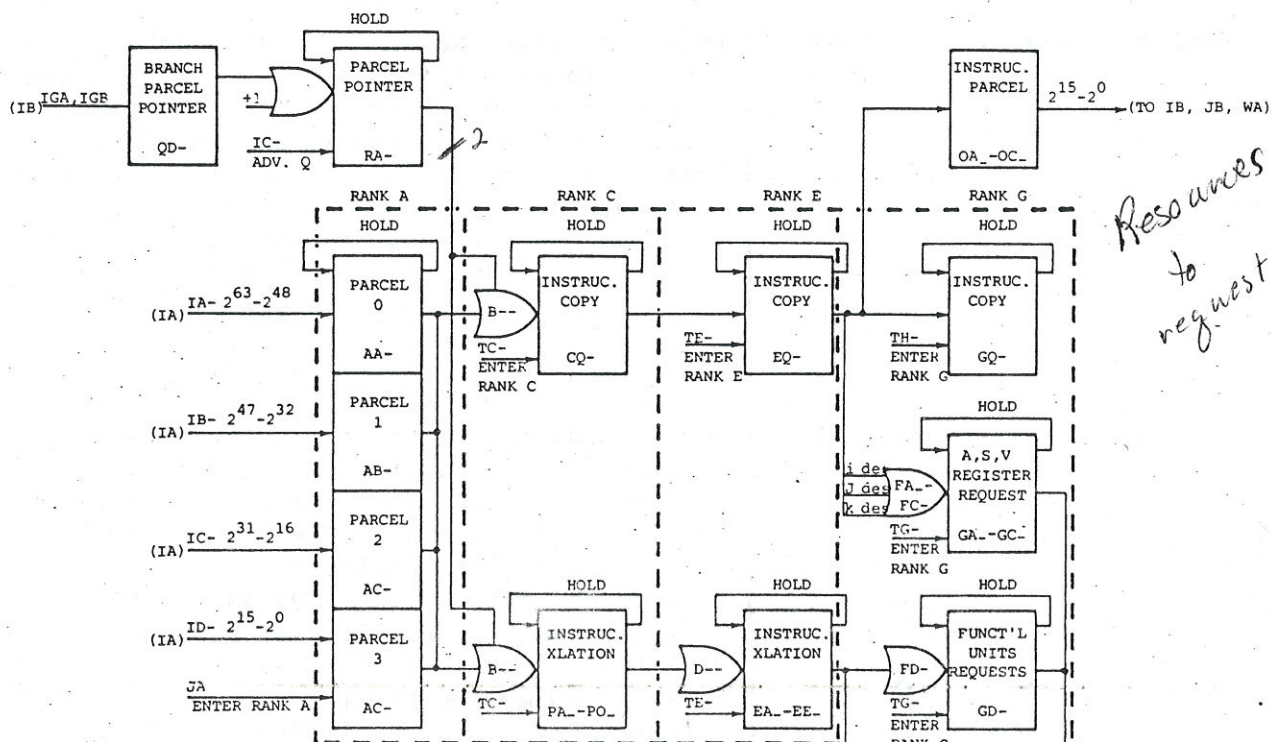 HOLD
BRANCH PARCEL POINTER
QD-
(IB) IGA,IGB
+1
IC-
ADV. Q
PARCEL POINTER
RA-
2
INSTRUC. PARCEL
OA_-OC_
2^15-2^0
(TO IB, JB, WA)
Resources
to
request
RANK A
RANK C
RANK E
RANK G
HOLD
HOLD
HOLD
HOLD
(IA) IA- 2^63-2^48
PARCEL 0
AA-
B--
TC-
ENTER
RANK C
INSTRUC. COPY
CQ-
TE-
ENTER
RANK E
INSTRUC. COPY
EQ-
TH-
ENTER
RANK G
INSTRUC. COPY
GQ-
(IA) IB- 2^47-2^32
PARCEL 1
AB-
HOLD
i des
J des
k des
FA_-
FC-
A,S,V REGISTER REQUEST
GA_-GC_
TG-
ENTER
RANK G
(IA) IC- 2^31-2^16
PARCEL 2
AC-
HOLD
HOLD
HOLD
(IA) ID- 2^15-2^0
PARCEL 3
AC-
JA
ENTER RANK A
B--
TC-
INSTRUC. XLATION
PA_-PO_
D--
TE-
INSTRUC. XLATION
EA_-EE_
FD-
TG-
ENTER
RANK G
FUNCT'L UNITS REQUESTS
GD-